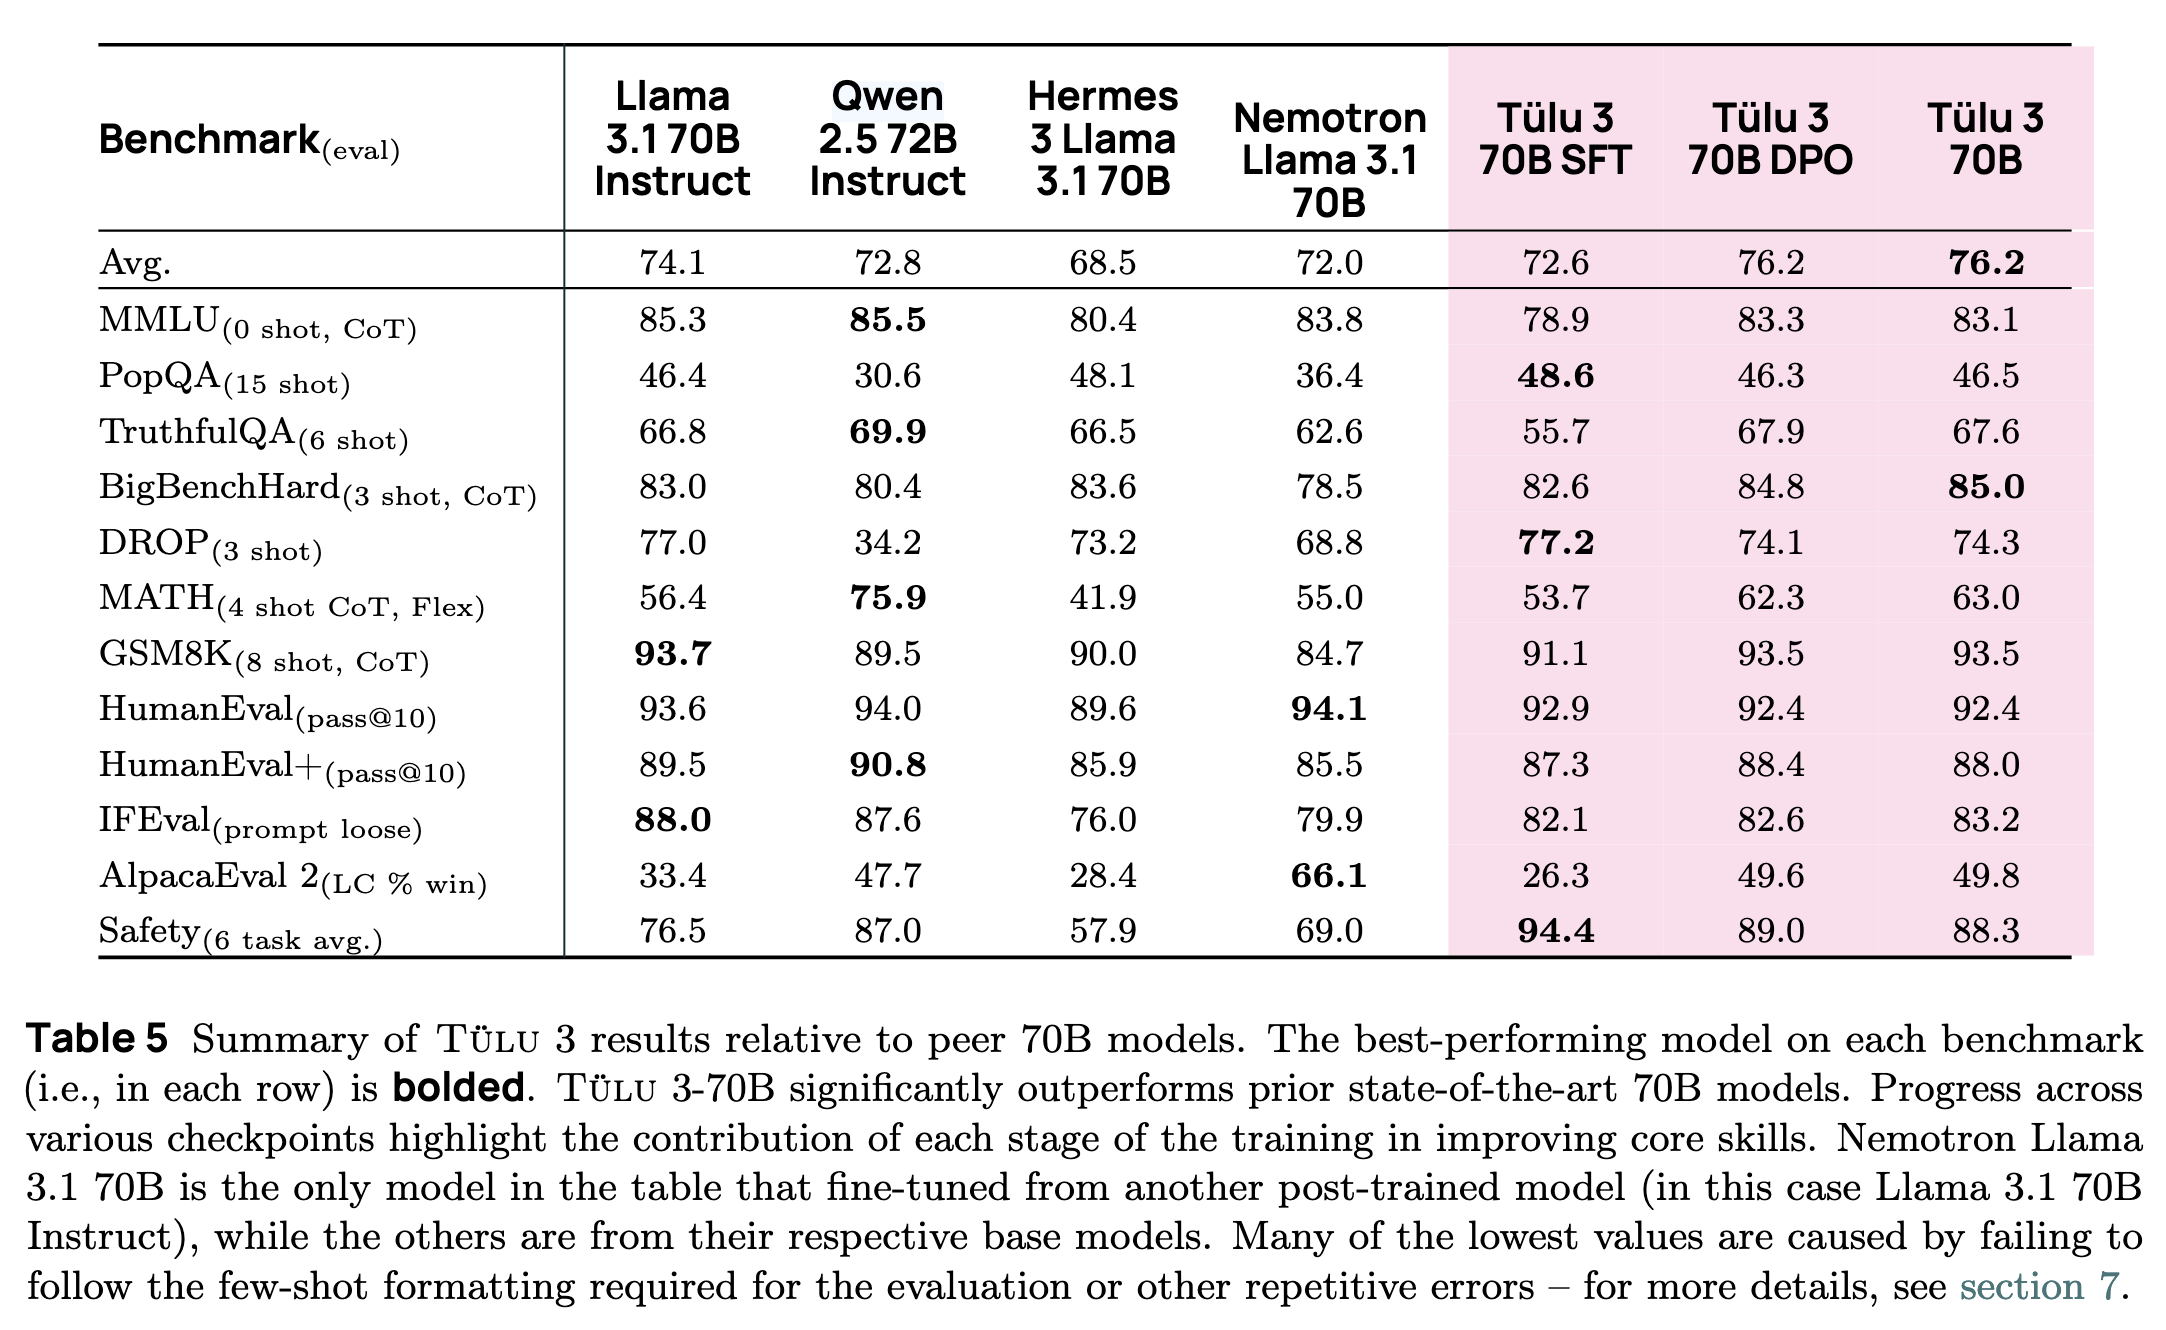 Benchmark(eval) Llama 3.1 70B Instruct Qwen 2.5 72B Instruct Hermes 3 Llama 3.1 70B Nemotron Llama 3.1 70B Tülu 3 70B SFT Tülu 3 70B DPO Tülu 3 70B
Avg. 74.1 72.8 68.5 72.0 72.6 76.2 76.2
MMLU(0 shot, CoT) 85.3 85.5 80.4 83.8 78.9 83.3 83.1
PopQA(15 shot) 46.4 30.6 48.1 36.4 48.6 46.3 46.5
TruthfulQA(6 shot) 66.8 69.9 66.5 62.6 55.7 67.9 67.6
BigBenchHard(3 shot, CoT) 83.0 80.4 83.6 78.5 82.6 84.8 85.0
DROP(3 shot) 77.0 34.2 73.2 68.8 77.2 74.1 74.3
MATH(4 shot CoT, Flex) 56.4 75.9 41.9 55.0 53.7 62.3 63.0
GSM8K(8 shot, CoT) 93.7 89.5 90.0 84.7 91.1 93.5 93.5
HumanEval(pass@10) 93.6 94.0 89.6 94.1 92.9 92.4 92.4
HumanEval+(pass@10) 89.5 90.8 85.9 85.5 87.3 88.4 88.0
IFEval(prompt loose) 88.0 87.6 76.0 79.9 82.1 82.6 83.2
AlpacaEval 2(LC % win) 33.4 47.7 28.4 66.1 26.3 49.6 49.8
Safety(6 task avg.) 76.5 87.0 57.9 69.0 94.4 89.0 88.3
Table 5 Summary of TÜLU 3 results relative to peer 70B models. The best-performing model on each benchmark
(i.e., in each row) is bolded. TÜLU 3-70B significantly outperforms prior state-of-the-art 70B models. Progress across
various checkpoints highlight the contribution of each stage of the training in improving core skills. Nemotron Llama
3.1 70B is the only model in the table that fine-tuned from another post-trained model (in this case Llama 3.1 70B
Instruct), while the others are from their respective base models. Many of the lowest values are caused by failing to
follow the few-shot formatting required for the evaluation or other repetitive errors – for more details, see section 7.